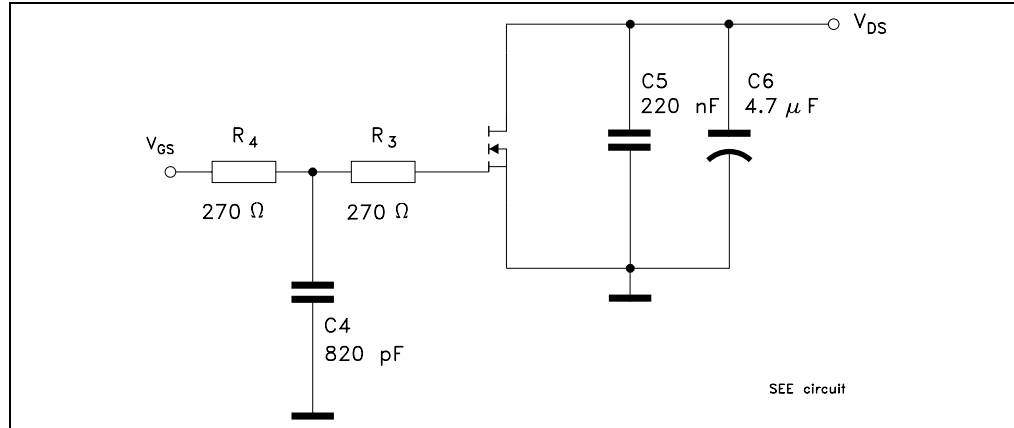 V_DS
C5
220 nF
C6
4.7 μF
V_GS
R_4
270 Ω
R_3
270 Ω
C4
820 pF
SEE circuit